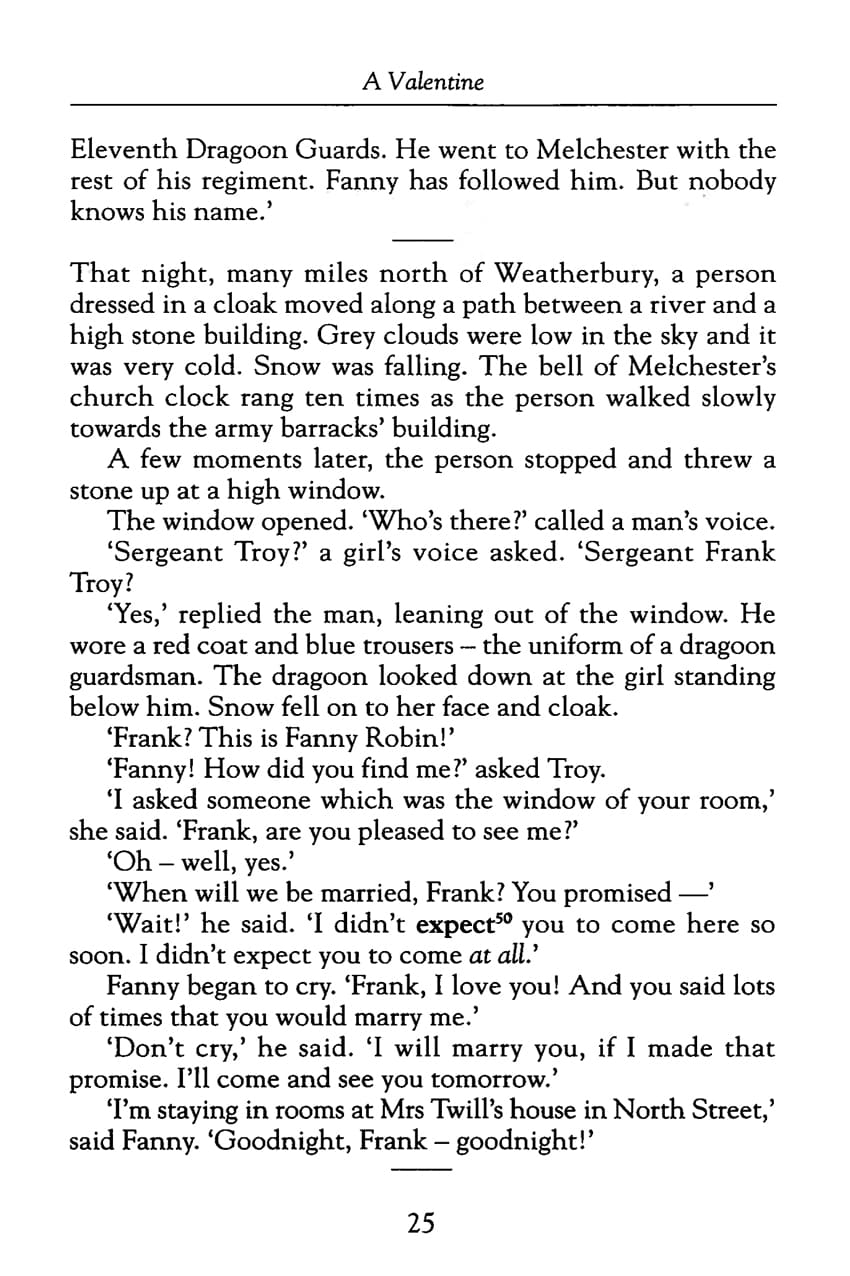 A Valentine
Eleventh Dragoon Guards. He went to Melchester with the
rest of his regiment. Fanny has followed him. But nobody
knows his name.’
That night, many miles north of Weatherbury, a person
dressed in a cloak moved along a path between a river and a
high stone building. Grey clouds were low in the sky and it
was very cold. Snow was falling. The bell of Melchester’s
church clock rang ten times as the person walked slowly
towards the army barracks’ building.
A few moments later, the person stopped and threw a
stone up at a high window.
The window opened. ‘Who’s there?’ called a man’s voice.
‘Sergeant Troy?’ a girl’s voice asked. ‘Sergeant Frank
Troy?
‘Yes,’ replied the man, leaning out of the window. He
wore a red coat and blue trousers – the uniform of a dragoon
guardsman. The dragoon looked down at the girl standing
below him. Snow fell on to her face and cloak.
‘Frank? This is Fanny Robin!’
‘Fanny! How did you find me?’ asked Troy.
‘I asked someone which was the window of your room,’
she said. ‘Frank, are you pleased to see me?’
‘Oh – well, yes.’
‘When will we be married, Frank? You promised —’
‘Wait!’ he said. ‘I didn’t expect⁵⁰ you to come here so
soon. I didn’t expect you to come at all.’
Fanny began to cry. ‘Frank, I love you! And you said lots
of times that you would marry me.’
‘Don’t cry,’ he said. ‘I will marry you, if I made that
promise. I’ll come and see you tomorrow.’
‘I’m staying in rooms at Mrs Twill’s house in North Street,’
said Fanny. ‘Goodnight, Frank – goodnight!’
25